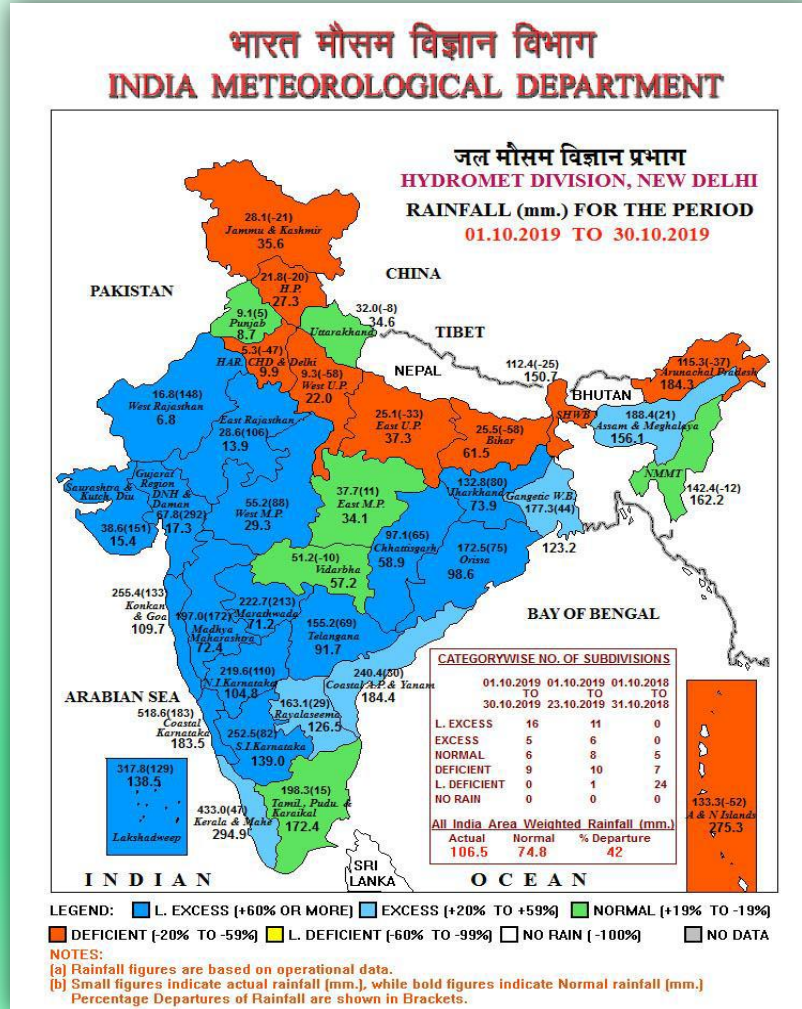 भारत मौसम विज्ञान विभाग
INDIA METEOROLOGICAL DEPARTMENT
जल मौसम विज्ञान प्रभाग
HYDROMET DIVISION, NEW DELHI
RAINFALL (mm.) FOR THE PERIOD
01.10.2019 TO 30.10.2019
28.1(-21)
Jammu & Kashmir
35.6
CHINA
21.8(-20)
H.P.
27.3
PAKISTAN
9.1(5)
Punjab
8.7
32.0(-8)
34.6
Uttarakhand
TIBET
5.3(-47)
HAR. CHD & Delhi
9.9
9.3(-58)
West U.P.
22.0
NEPAL
112.4(-25)
150.7
SHWB
BHUTAN
115.3(-37)
Arunachal Pradesh
184.3
16.8(148)
West Rajasthan
6.8
East Rajasthan
28.6(106)
13.9
25.1(-33)
East U.P.
37.3
25.5(-58)
Bihar
61.5
188.4(21)
Assam & Meghalaya
156.1
NMMT
142.4(-12)
162.2
Saurashtra &
Kutch, Diu
38.6(151)
15.4
Gujarat
Region
DNH &
Daman
67.8(292)
17.3
55.2(88)
West M.P.
29.3
37.7(11)
East M.P.
34.1
132.8(80)
Jharkhand
73.9
Gangetic W.B.
177.3(44)
123.2
97.1(65)
Chhattisgarh
58.9
172.5(75)
Orissa
98.6
51.2(-10)
Vidarbha
57.2
255.4(133)
Konkan
& Goa
109.7
197.0(172)
Madhya
Maharashtra
72.4
222.7(213)
Marathwada
71.2
155.2(69)
Telangana
91.7
BAY OF BENGAL
219.6(110)
N.I.Karnataka
104.8
240.4(30)
Coastal A.P.& Yanam
184.4
ARABIAN SEA
163.1(29)
Rayalaseema
126.5
518.6(183)
Coastal
Karnataka
183.5
252.5(82)
S.I.Karnataka
139.0
317.8(129)
138.5
Lakshadweep
433.0(47)
Kerala & Mahe
294.9
198.3(15)
Tamil., Pudu. &
Karaikal
172.4
CATEGORYWISE NO. OF SUBDIVISIONS
01.10.2019 01.10.2019 01.10.2018
TO TO TO
30.10.2019 23.10.2019 31.10.2018
L. EXCESS 16 11 0
EXCESS 5 6 0
NORMAL 6 8 5
DEFICIENT 9 10 7
L. DEFICIENT 0 1 24
NO RAIN 0 0 0
All India Area Weighted Rainfall (mm.)
Actual Normal % Departure
106.5 74.8 42
133.3(-52)
A & N Islands
275.3
SRI
LANKA
INDIAN OCEAN
LEGEND: L. EXCESS (+60% OR MORE) EXCESS (+20% TO +59%) NORMAL (+19% TO -19%)
DEFICIENT (-20% TO -59%) L. DEFICIENT (-60% TO -99%) NO RAIN (-100%) NO DATA
NOTES:
(a) Rainfall figures are based on operational data.
(b) Small figures indicate actual rainfall (mm.), while bold figures indicate Normal rainfall (mm.)
Percentage Departures of Rainfall are shown in Brackets.